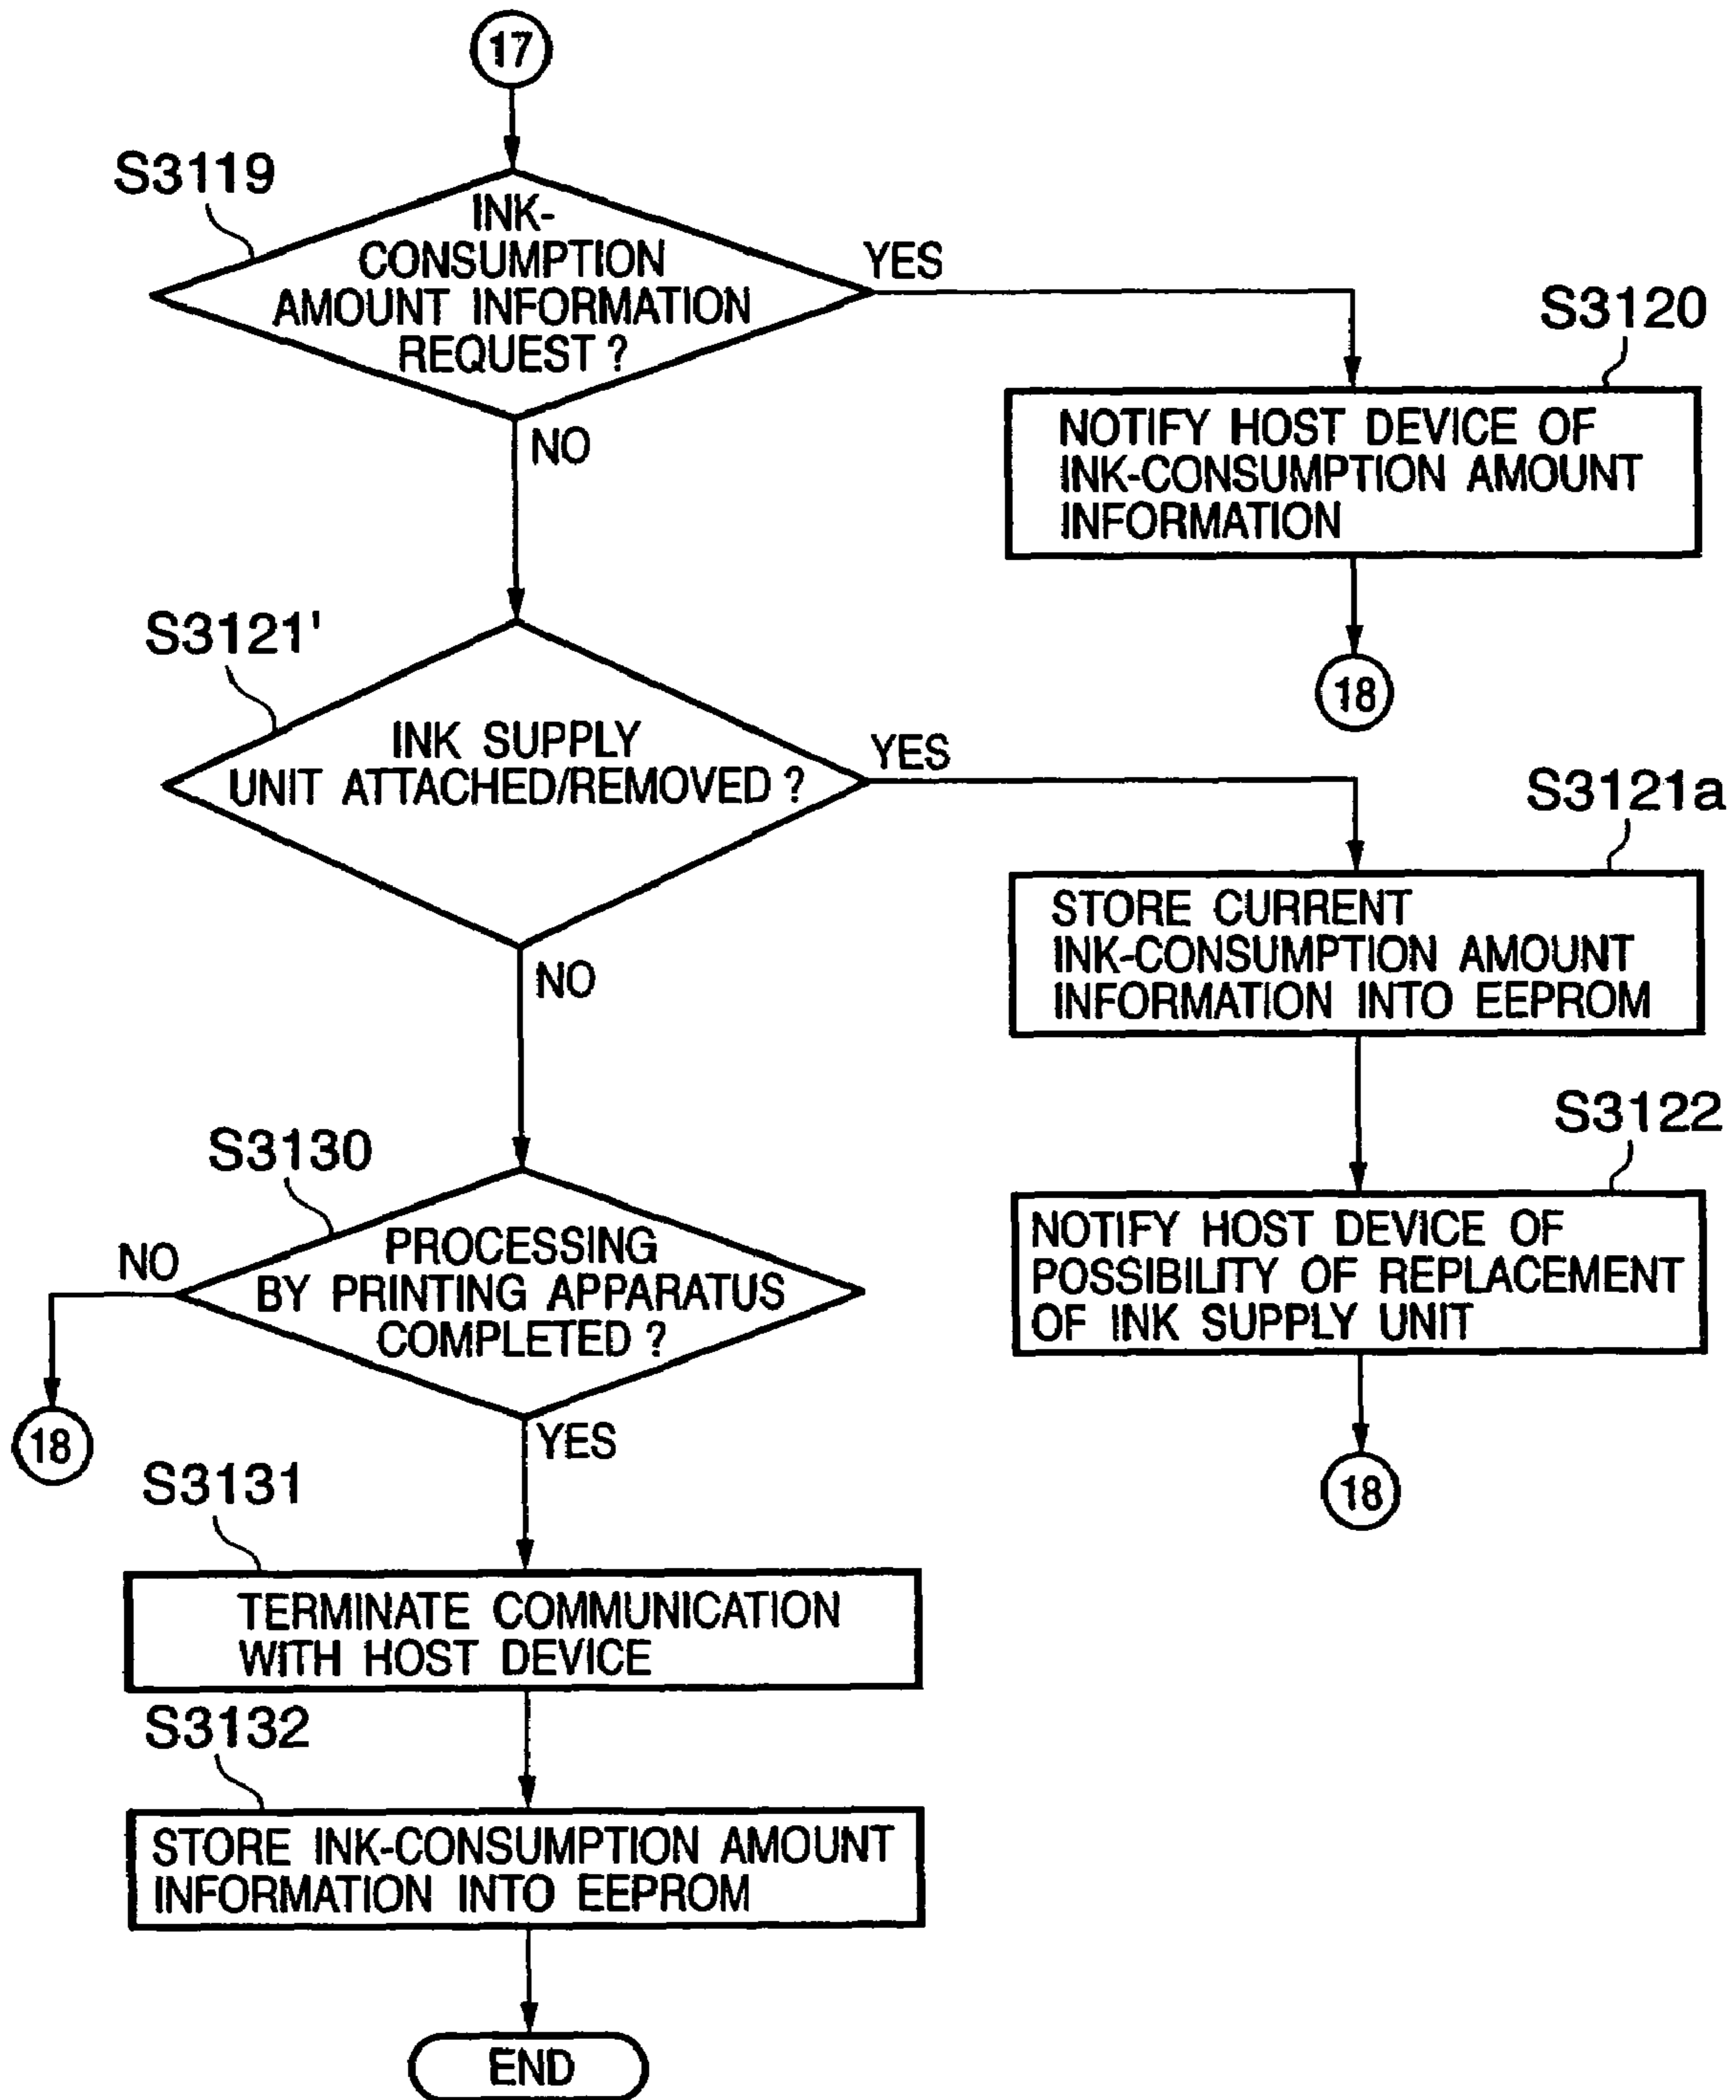 17
S3119
INK-
CONSUMPTION
AMOUNT INFORMATION
REQUEST ?
YES
NO
S3120
NOTIFY HOST DEVICE OF
INK-CONSUMPTION AMOUNT
INFORMATION
18
S3121'
INK SUPPLY
UNIT ATTACHED/REMOVED ?
YES
NO
S3121a
STORE CURRENT
INK-CONSUMPTION AMOUNT
INFORMATION INTO EEPROM
S3122
NOTIFY HOST DEVICE OF
POSSIBILITY OF REPLACEMENT
OF INK SUPPLY UNIT
18
S3130
PROCESSING
BY PRINTING APPARATUS
COMPLETED ?
NO
18
YES
S3131
TERMINATE COMMUNICATION
WITH HOST DEVICE
S3132
STORE INK-CONSUMPTION AMOUNT
INFORMATION INTO EEPROM
END